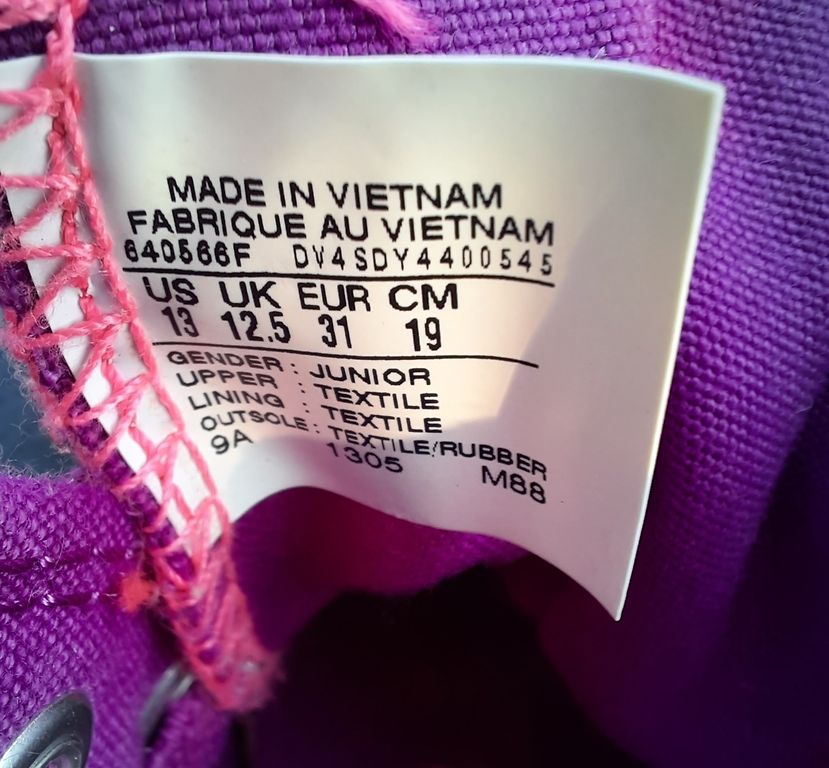 MADE IN VIETNAM
FABRIQUE AU VIETNAM
640566F DV4SDY4400545
US UK EUR CM
13 12.5 31 19
GENDER : JUNIOR
UPPER : TEXTILE
LINING : TEXTILE
OUTSOLE : TEXTILE/RUBBER
9A 1305 M88